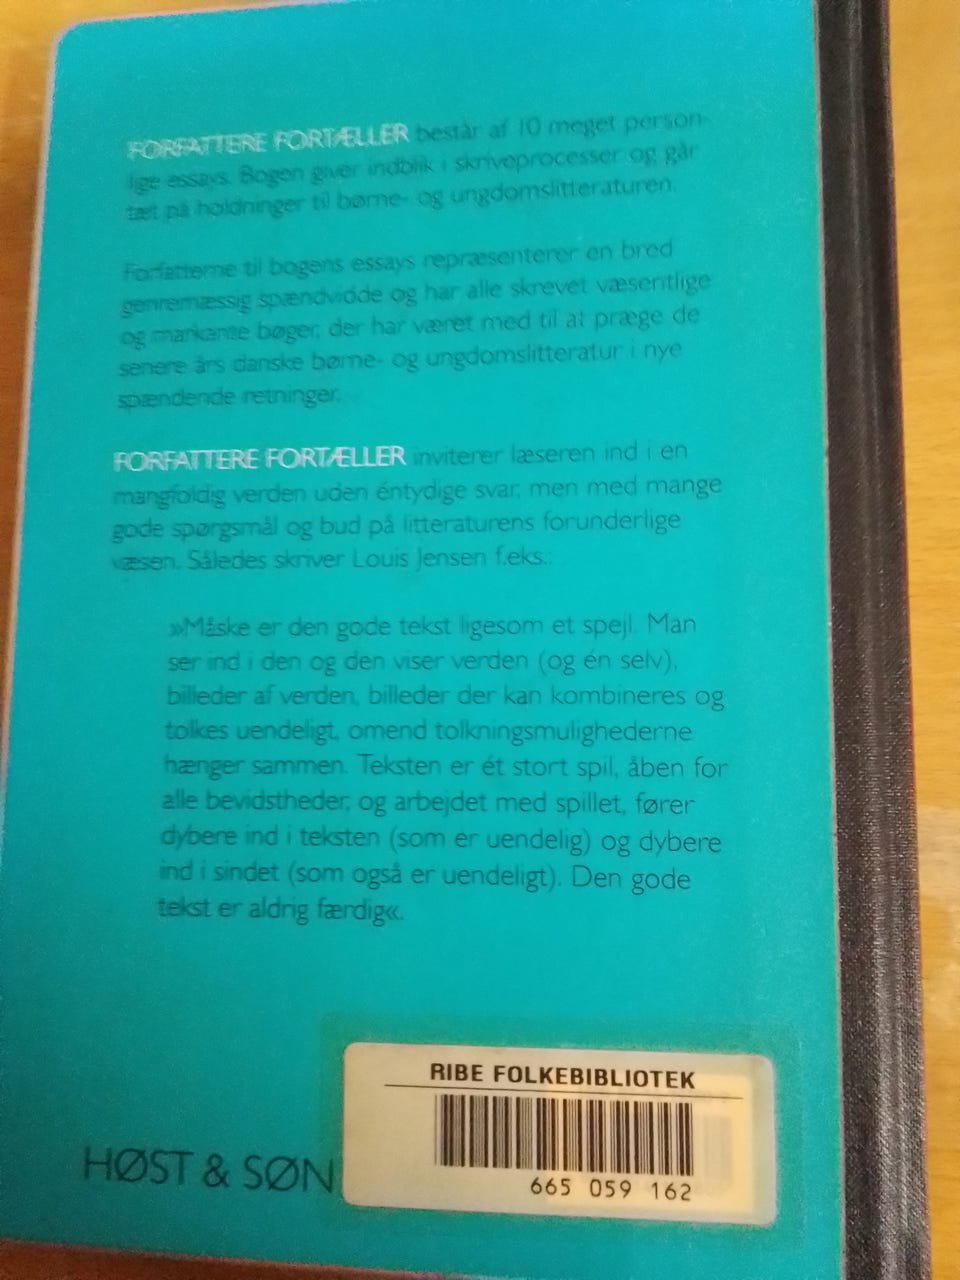 FORFATTERE FORTÆLLER består af 10 meget person-
lige essays. Bogen giver indblik i skriveprocesser og går
tæt på holdninger til børne- og ungdomslitteraturen.
Forfatterne til bogens essays repræsenterer en bred
genremæssig spændvidde og har alle skrevet væsentlige
og markante bøger, der har været med til at præge de
senere års danske børne- og ungdomslitteratur i nye
spændende retninger.
FORFATTERE FORTÆLLER inviterer læseren ind i en
mangfoldig verden uden éntydige svar, men med mange
gode spørgsmål og bud på litteraturens forunderlige
væsen. Således skriver Louis Jensen f.eks.:
»Måske er den gode tekst ligesom et spejl. Man
ser ind i den og den viser verden (og én selv),
billeder af verden, billeder der kan kombineres og
tolkes uendeligt, omend tolkningsmulighederne
hænger sammen. Teksten er ét stort spil, åben for
alle bevidstheder, og arbejdet med spillet, fører
dybere ind i teksten (som er uendelig) og dybere
ind i sindet (som også er uendeligt). Den gode
tekst er aldrig færdig«.
RIBE FOLKEBIBLIOTEK
665 059 162
HØST & SØN